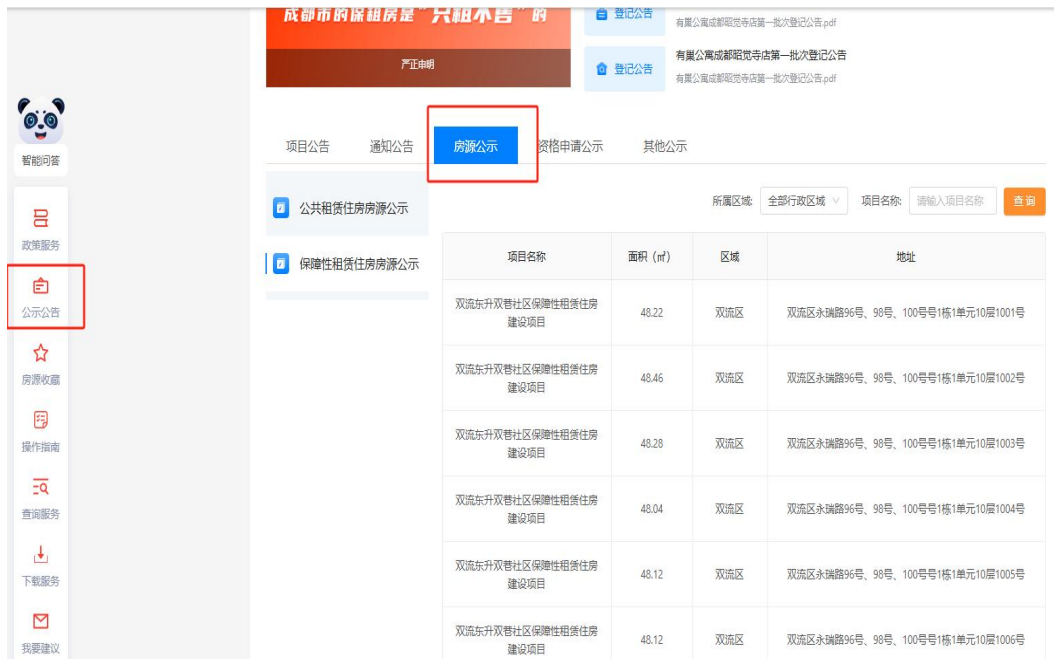 成都市的保租房是"只租不售"的
严正申明
登记公告
有巢公寓成都昭觉寺店第一批次登记公告.pdf
登记公告
有巢公寓成都昭觉寺店第一批次登记公告
有巢公寓成都昭觉寺店第一批次登记公告.pdf
智能问答
政策服务
公示公告
房源收藏
操作指南
查询服务
下载服务
我要建议
项目公告
通知公告
房源公示
资格申请公示
其他公示
公共租赁住房房源公示
保障性租赁住房房源公示
所属区域:
全部行政区域
项目名称:
请输入项目名称
查询
项目名称 面积（㎡） 区域 地址
双流东升双巷社区保障性租赁住房
建设项目
48.22 双流区 双流区永瑞路96号、98号、100号号1栋1单元10层1001号
双流东升双巷社区保障性租赁住房
建设项目
48.46 双流区 双流区永瑞路96号、98号、100号号1栋1单元10层1002号
双流东升双巷社区保障性租赁住房
建设项目
48.28 双流区 双流区永瑞路96号、98号、100号号1栋1单元10层1003号
双流东升双巷社区保障性租赁住房
建设项目
48.04 双流区 双流区永瑞路96号、98号、100号号1栋1单元10层1004号
双流东升双巷社区保障性租赁住房
建设项目
48.12 双流区 双流区永瑞路96号、98号、100号号1栋1单元10层1005号
双流东升双巷社区保障性租赁住房
建设项目
48.12 双流区 双流区永瑞路96号、98号、100号号1栋1单元10层1006号